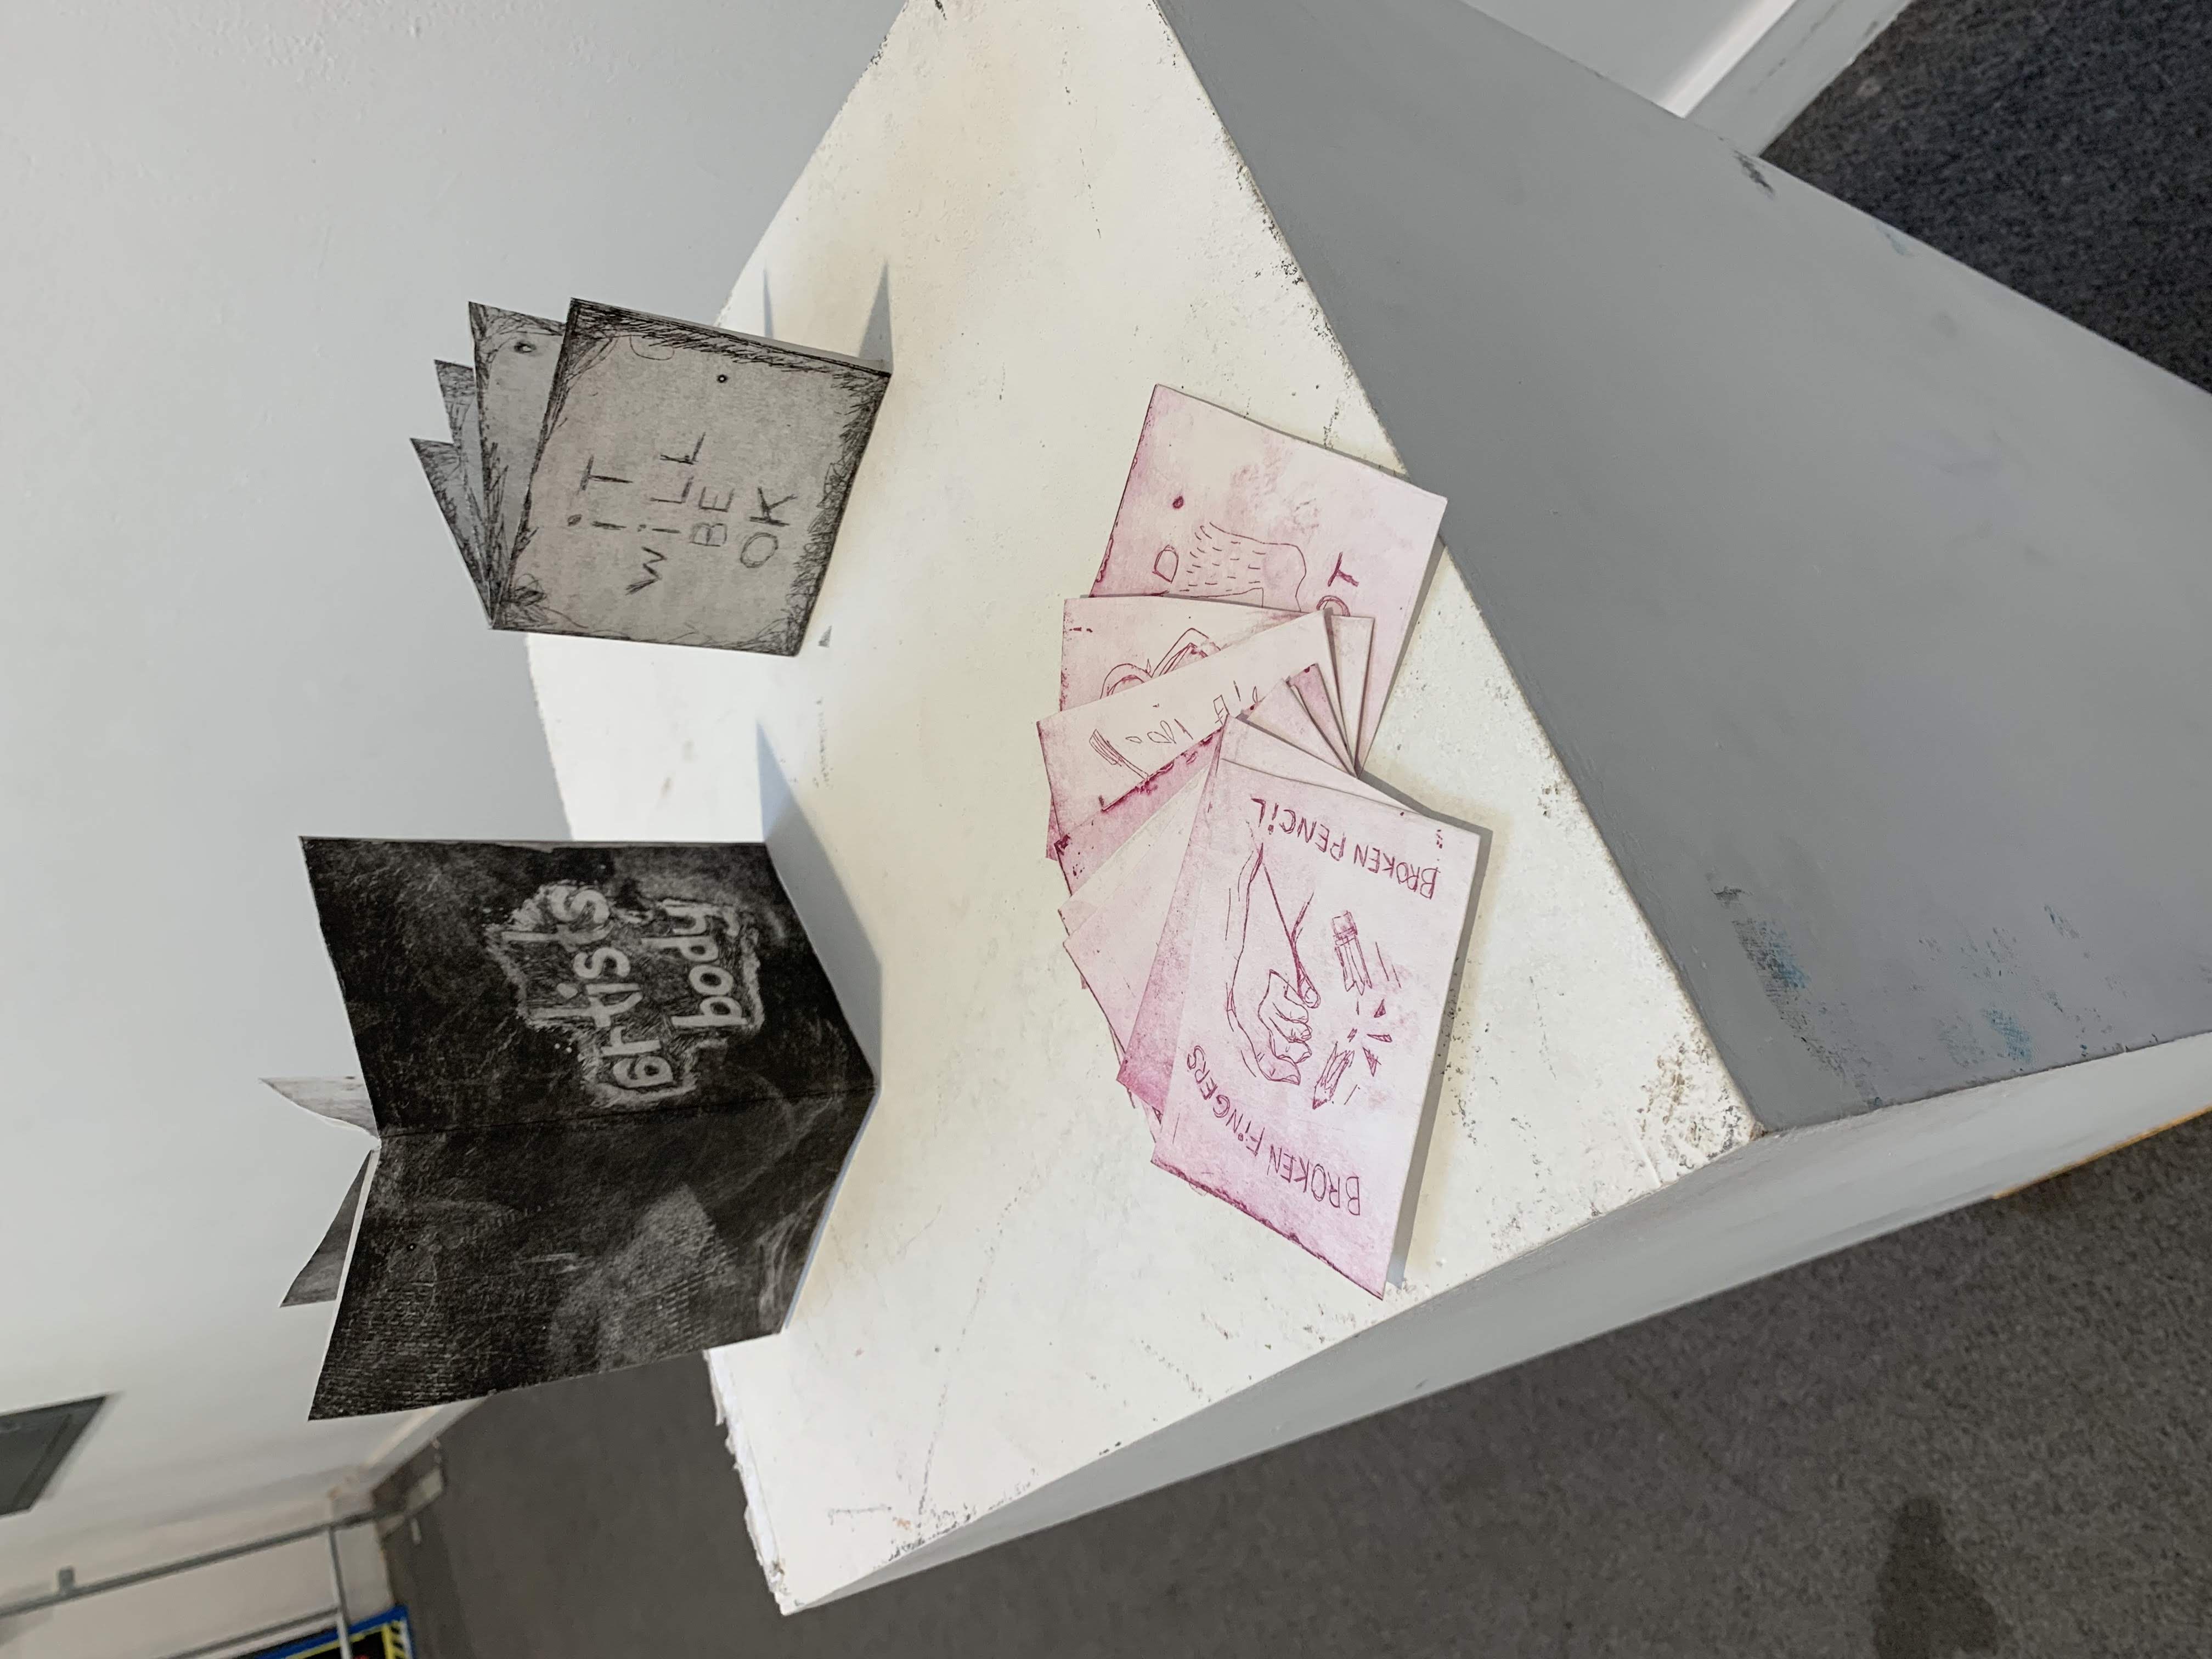 artists
body
iT
WiLL
BE
OK
BROKEN FiNGERS
BROKEN PENCiL